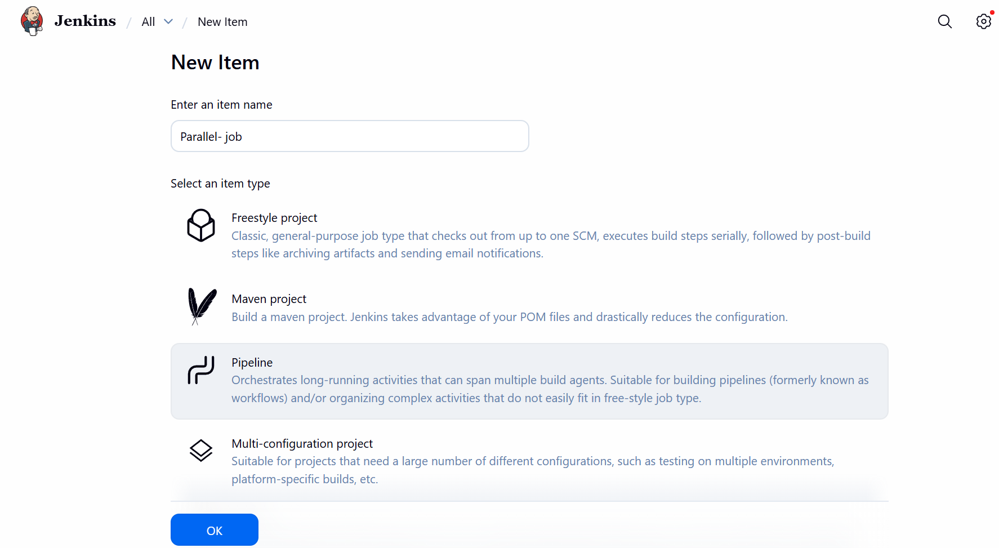 Jenkins / All / New Item
New Item
Enter an item name
Parallel- job
Select an item type
Freestyle project
Classic, general-purpose job type that checks out from up to one SCM, executes build steps serially, followed by post-build
steps like archiving artifacts and sending email notifications.
Maven project
Build a maven project. Jenkins takes advantage of your POM files and drastically reduces the configuration.
Pipeline
Orchestrates long-running activities that can span multiple build agents. Suitable for building pipelines (formerly known as
workflows) and/or organizing complex activities that do not easily fit in free-style job type.
Multi-configuration project
Suitable for projects that need a large number of different configurations, such as testing on multiple environments,
platform-specific builds, etc.
OK